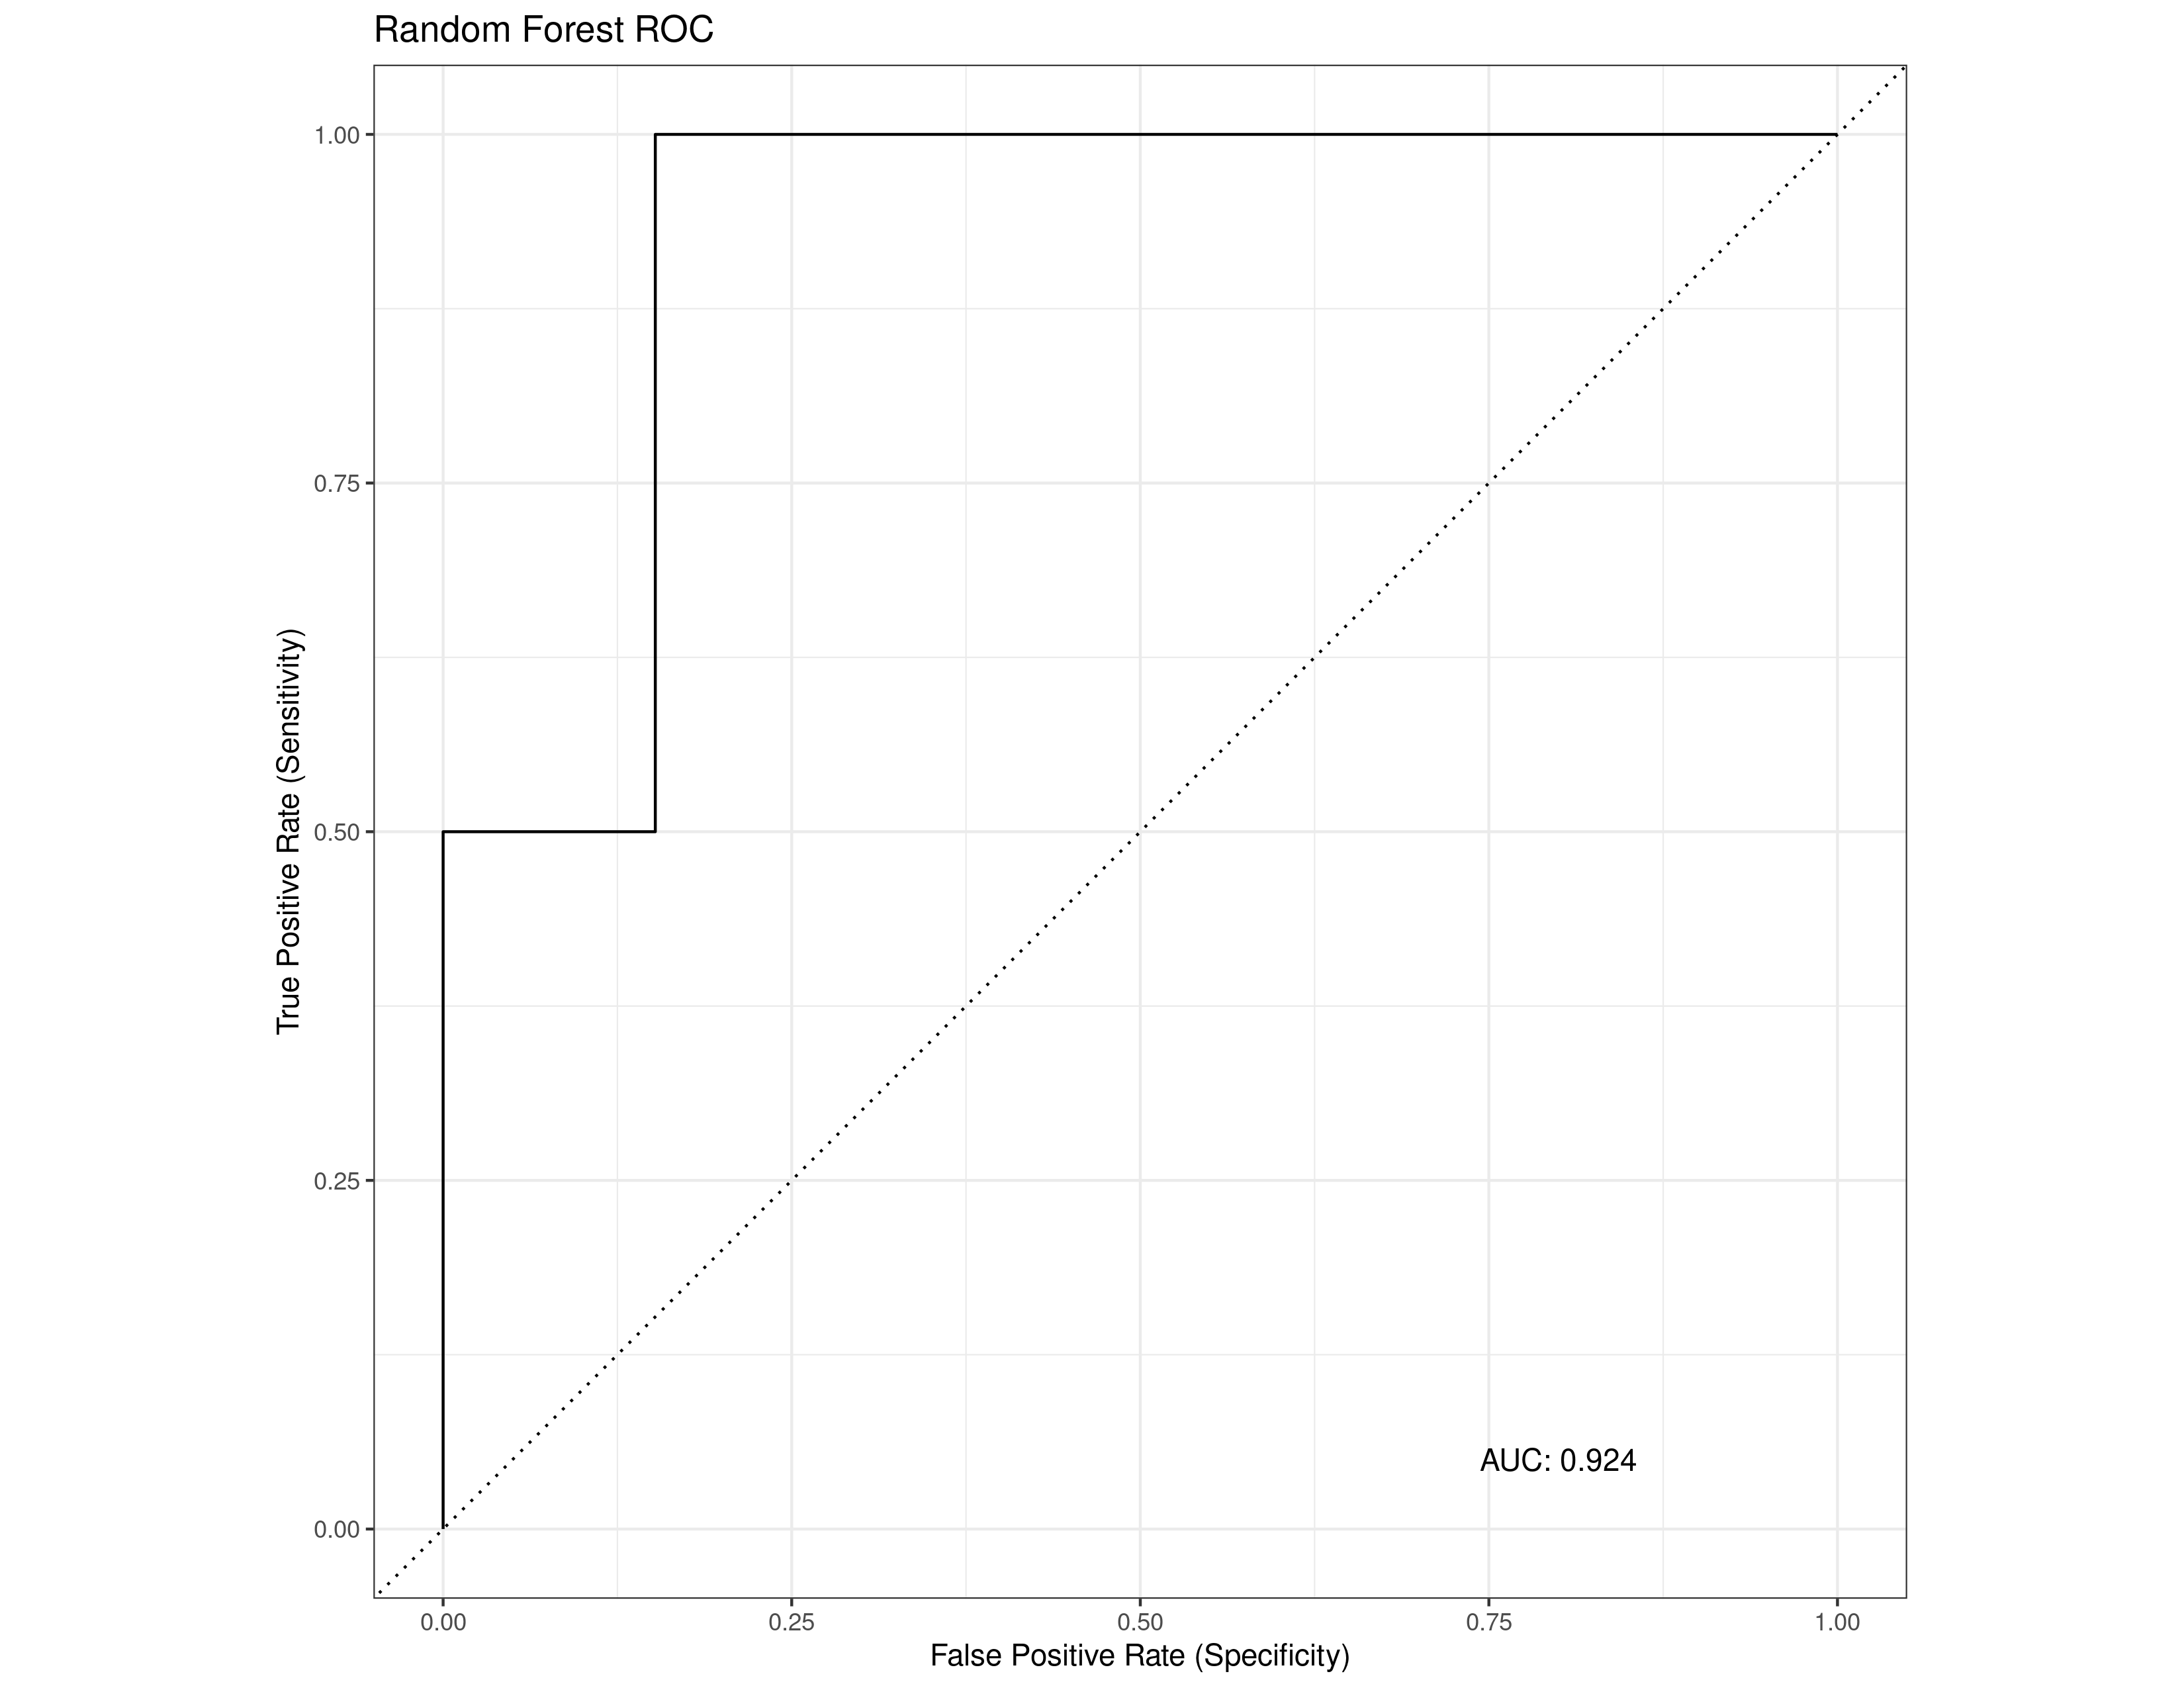 Random Forest ROC
1.00
0.75
0.50
0.25
0.00
True Positive Rate (Sensitivity)
AUC: 0.924
0.00 0.25 0.50 0.75 1.00
False Positive Rate (Specificity)